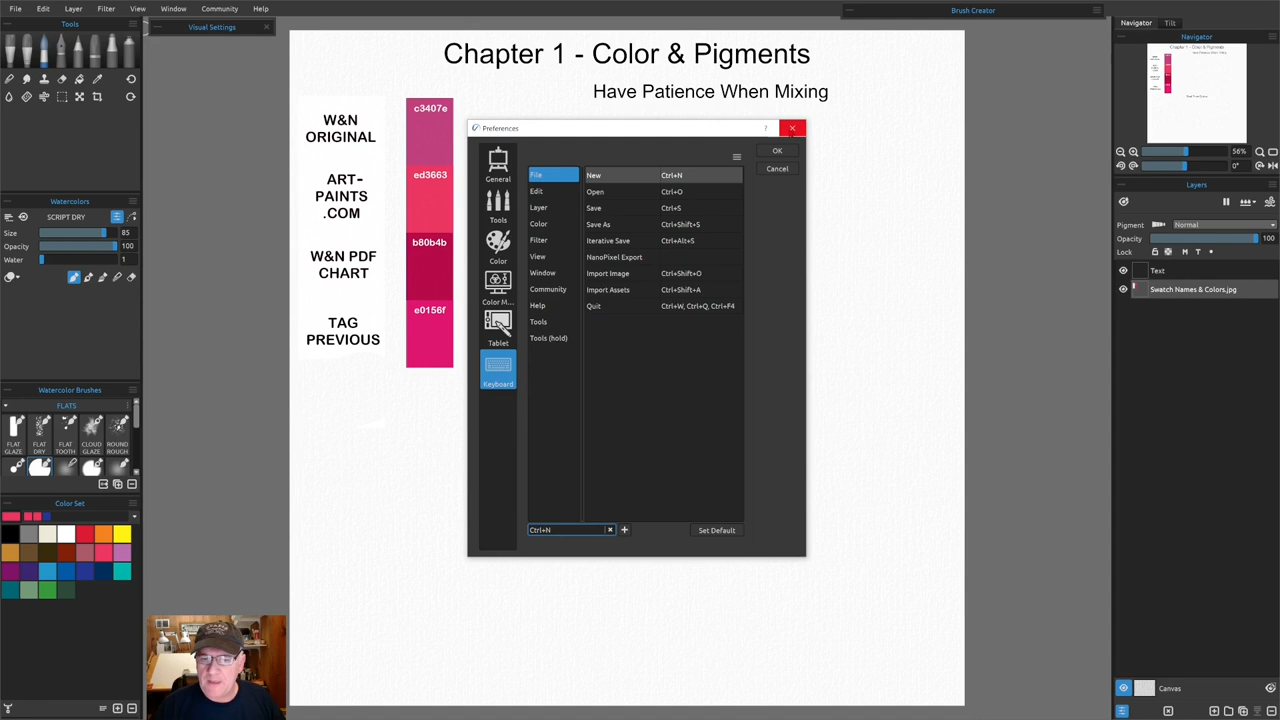 File Edit Layer Filter View Window Community Help
Tools
Visual Settings
Brush Creator
Navigator Tilt
Navigator
Chapter 1 - Color & Pigments
Have Patience When Mixing
W&N
ORIGINAL
c3407e
ART-
PAINTS
.COM
ed3663
W&N PDF
CHART
b80b4b
TAG
PREVIOUS
e0156f
Preferences
?
OK
Cancel
General
Tools
Color
Color M...
Tablet
Keyboard
File
Edit
Layer
Color
Filter
View
Window
Community
Help
Tools
Tools (hold)
New Ctrl+N
Open Ctrl+O
Save Ctrl+S
Save As Ctrl+Shift+S
Iterative Save Ctrl+Alt+S
NanoPixel Export
Import Image Ctrl+Shift+O
Import Assets Ctrl+Shift+A
Quit Ctrl+W, Ctrl+Q, Ctrl+F4
Ctrl+N
Set Default
Watercolors
SCRIPT DRY
Size 85
Opacity 100
Water 1
Watercolor Brushes
FLATS
FLAT GLAZE
FLAT DRY
FLAT TOOTH
CLOUD GLAZE
ROUND ROUGH
Color Set
56%
0°
Layers
Pigment Normal
Opacity 100
Lock
Text
Swatch Names & Colors.jpg
Canvas